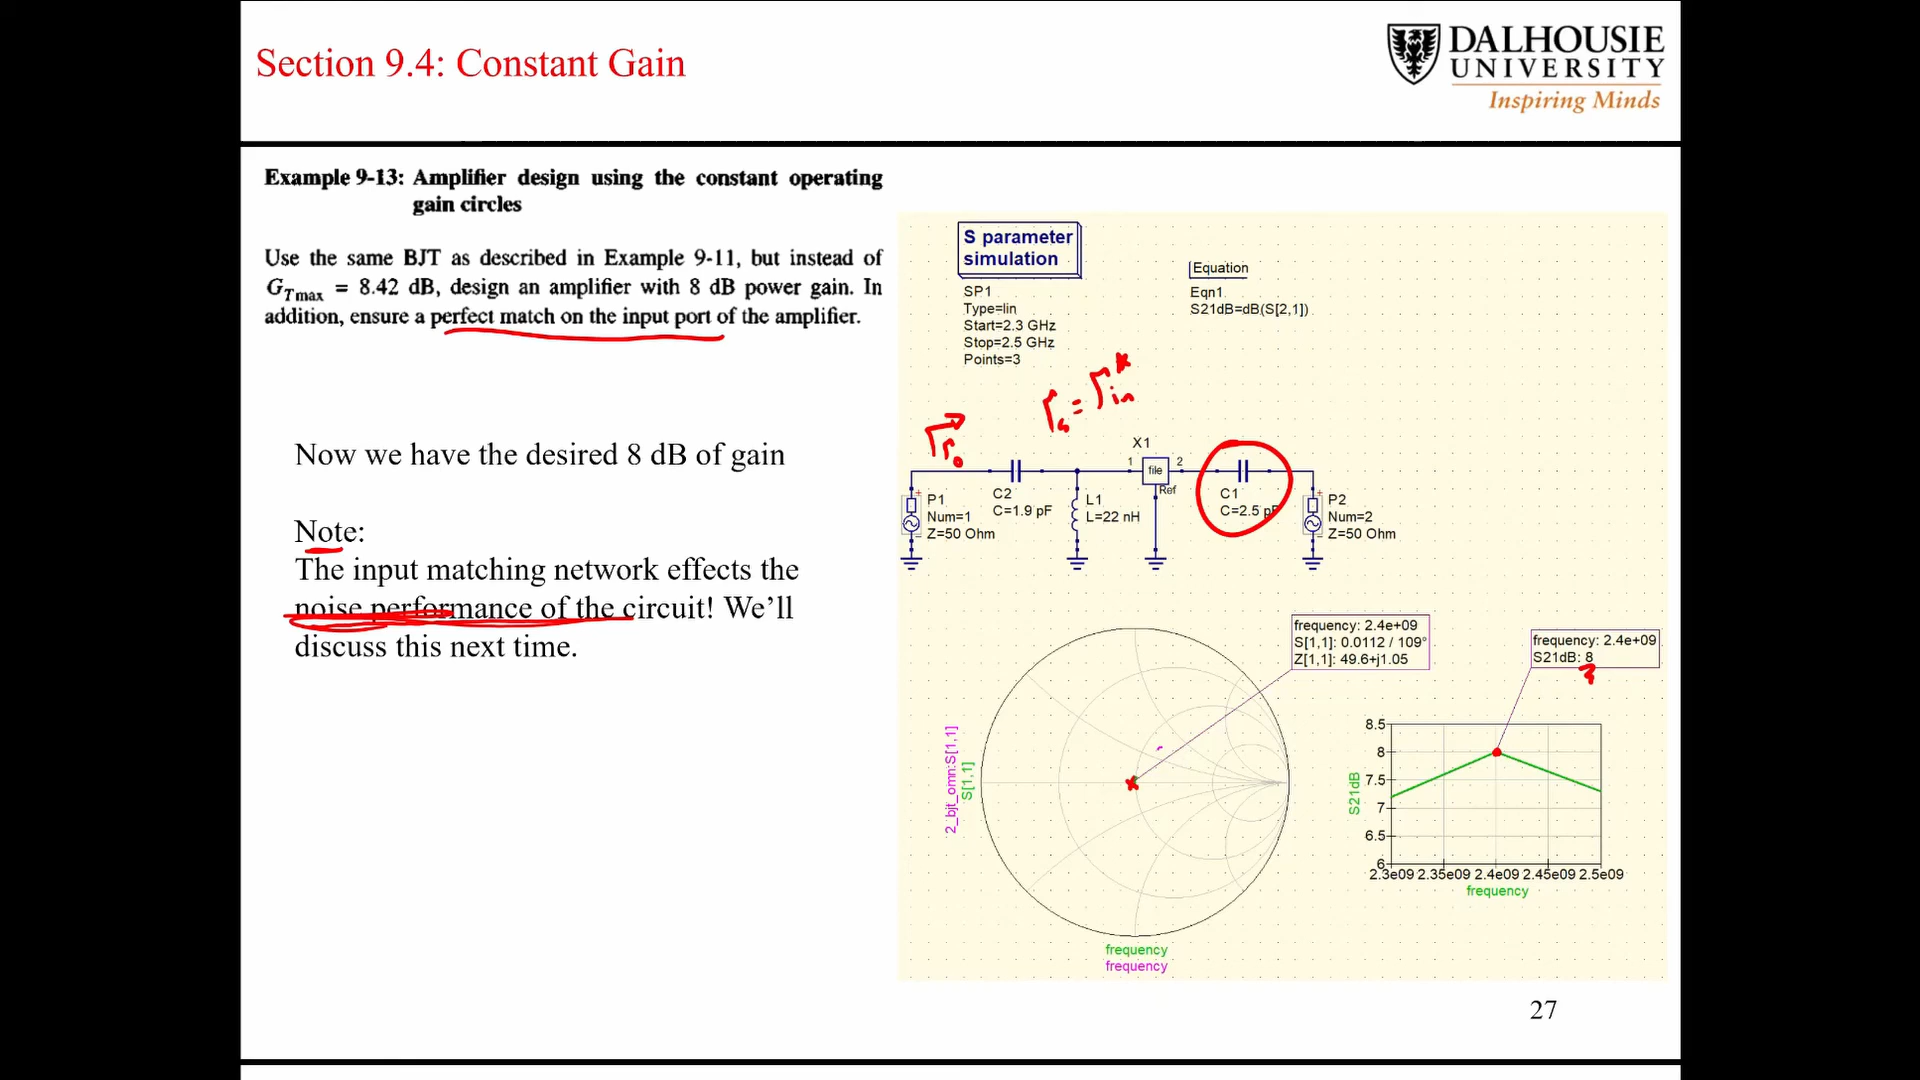 Section 9.4: Constant Gain
DALHOUSIE
UNIVERSITY
Inspiring Minds
Example 9-13: Amplifier design using the constant operating
gain circles
Use the same BJT as described in Example 9-11, but instead of
GTmax = 8.42 dB, design an amplifier with 8 dB power gain. In
addition, ensure a perfect match on the input port of the amplifier.
Now we have the desired 8 dB of gain
Note:
The input matching network effects the
noise performance of the circuit! We'll
discuss this next time.
S parameter
simulation
SP1
Type=lin
Start=2.3 GHz
Stop=2.5 GHz
Points=3
Equation
Eqn1
S21dB=dB(S[2,1])
Γs = Γin*
X1
1
file
2
Ref
P1
Num=1
Z=50 Ohm
C2
C=1.9 pF
L1
L=22 nH
C1
C=2.5 pF
P2
Num=2
Z=50 Ohm
frequency: 2.4e+09
S[1,1]: 0.0112 / 109°
Z[1,1]: 49.6+j1.05
2_bjt_omn:S[1,1]
S[1,1]
frequency
frequency
frequency: 2.4e+09
S21dB: 8
S21dB
8.5
8
7.5
7
6.5
6
2.3e09 2.35e09 2.4e09 2.45e09 2.5e09
frequency
27